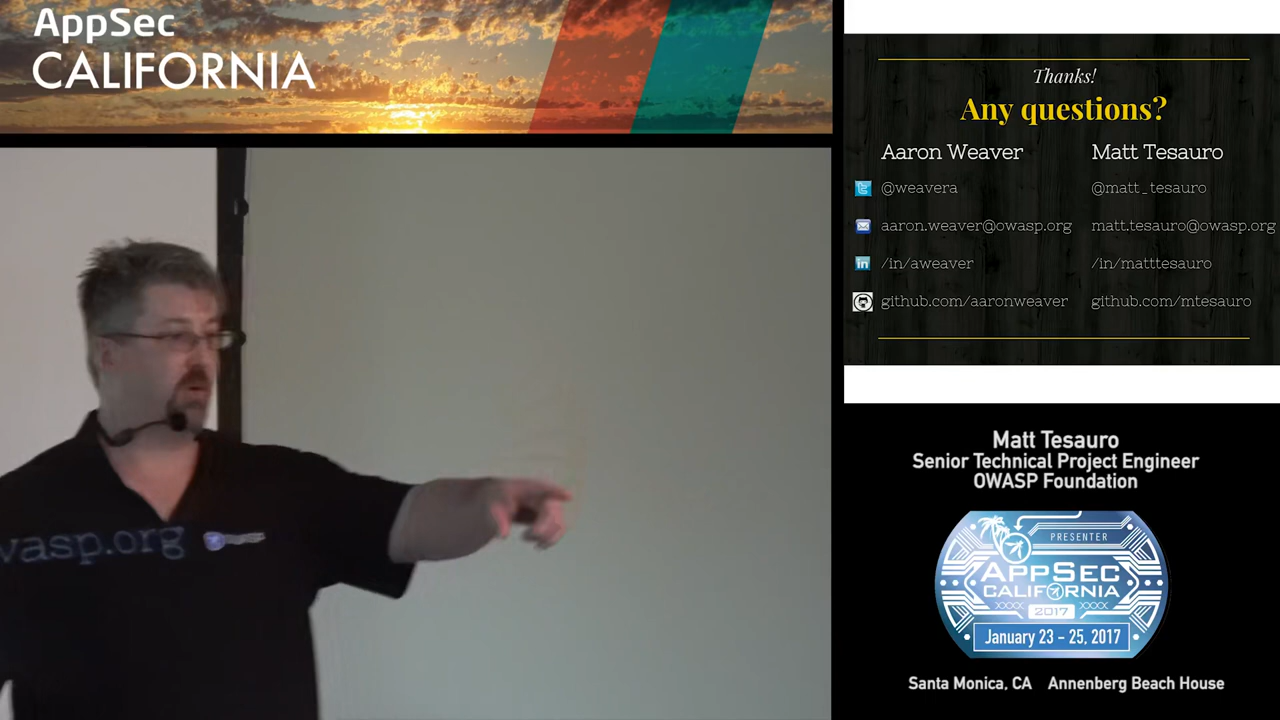 AppSec
CALIFORNIA
Thanks!
Any questions?
Aaron Weaver
Matt Tesauro
@weavera
@matt_tesauro
aaron.weaver@owasp.org
matt.tesauro@owasp.org
/in/aweaver
/in/matttesauro
github.com/aaronweaver
github.com/mtesauro
wasp.org
Matt Tesauro
Senior Technical Project Engineer
OWASP Foundation
PRESENTER
APPSEC
CALIFORNIA
XXXX 2017 XXXX
January 23 - 25, 2017
Santa Monica, CA Annenberg Beach House